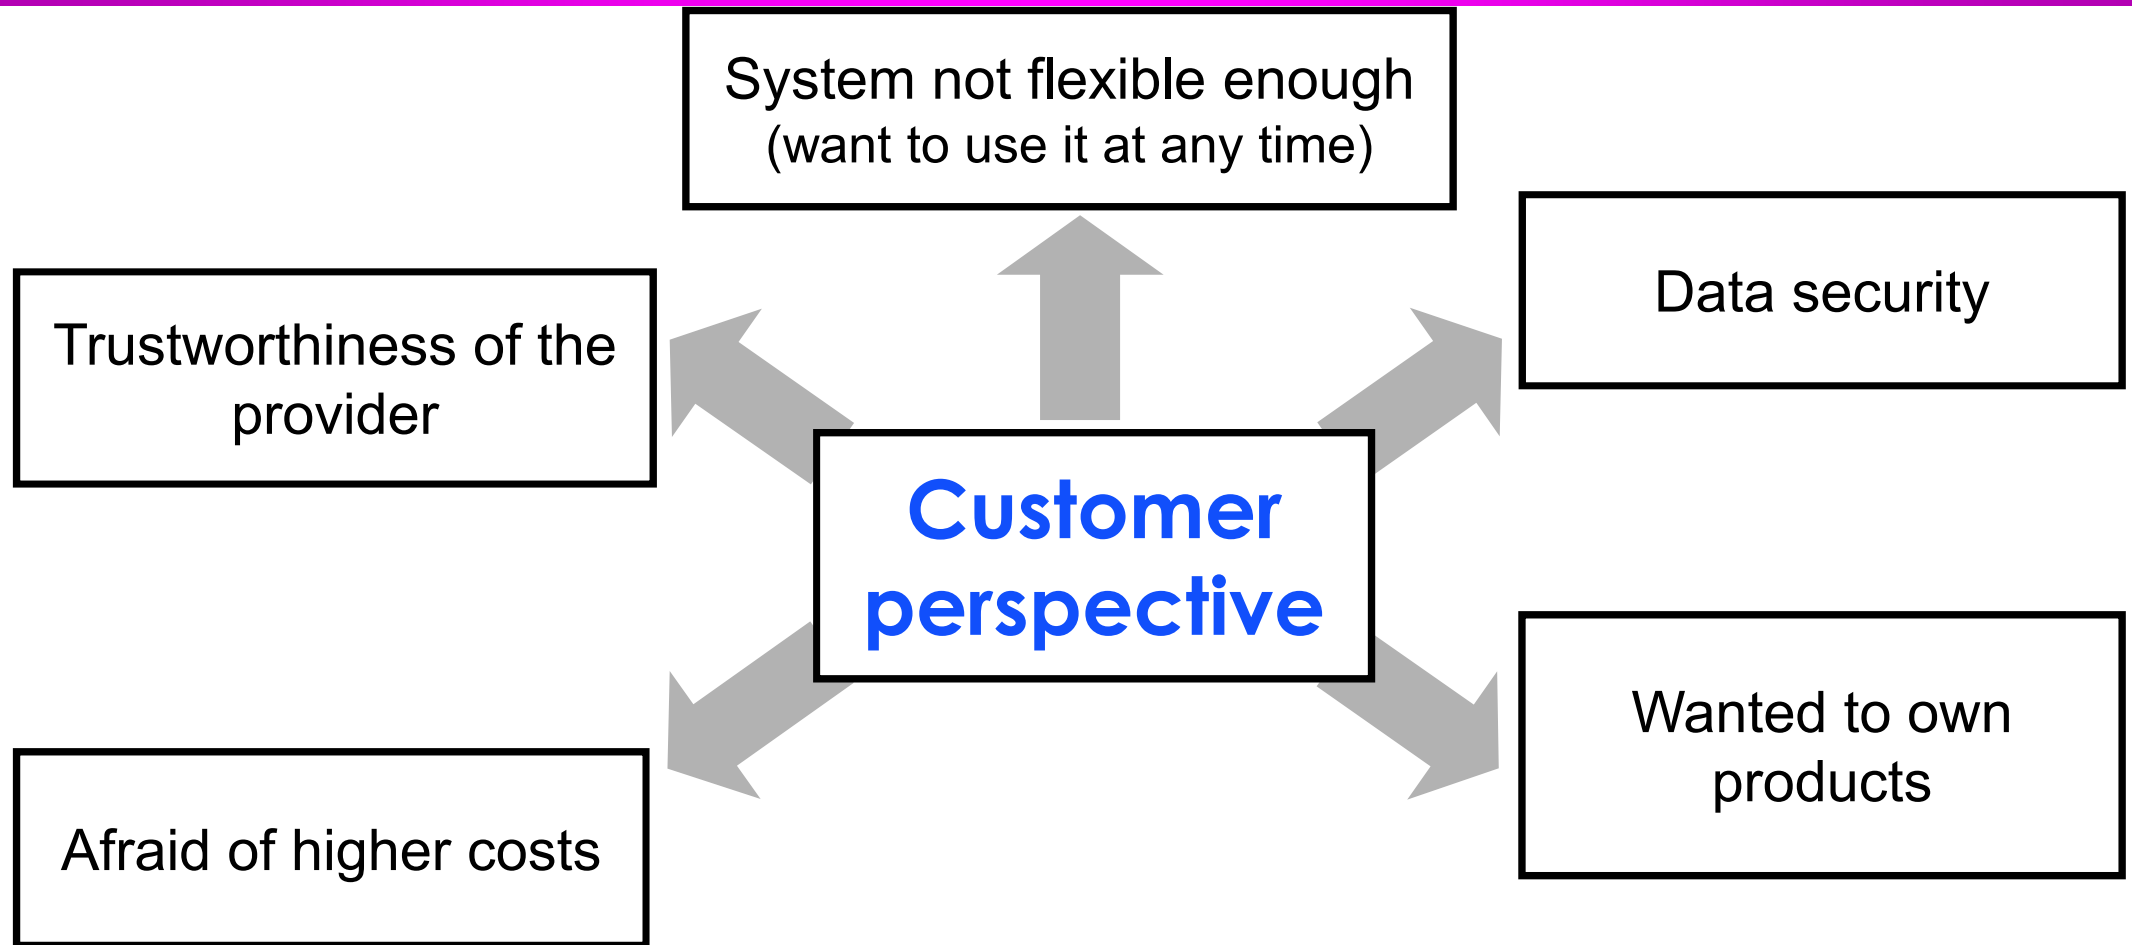 System not flexible enough
(want to use it at any time)
Data security
Trustworthiness of the
provider
Customer
perspective
Wanted to own
products
Afraid of higher costs